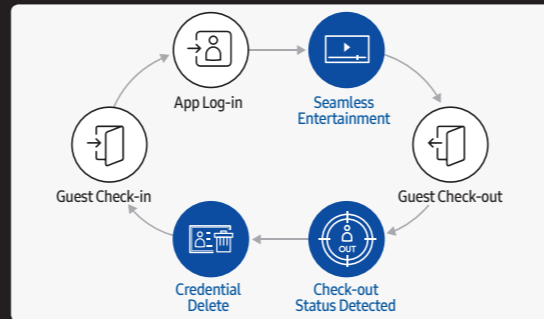 App Log-in
Seamless
Entertainment
Guest Check-in
Guest Check-out
OUT
Credential
Delete
Check-out
Status Detected